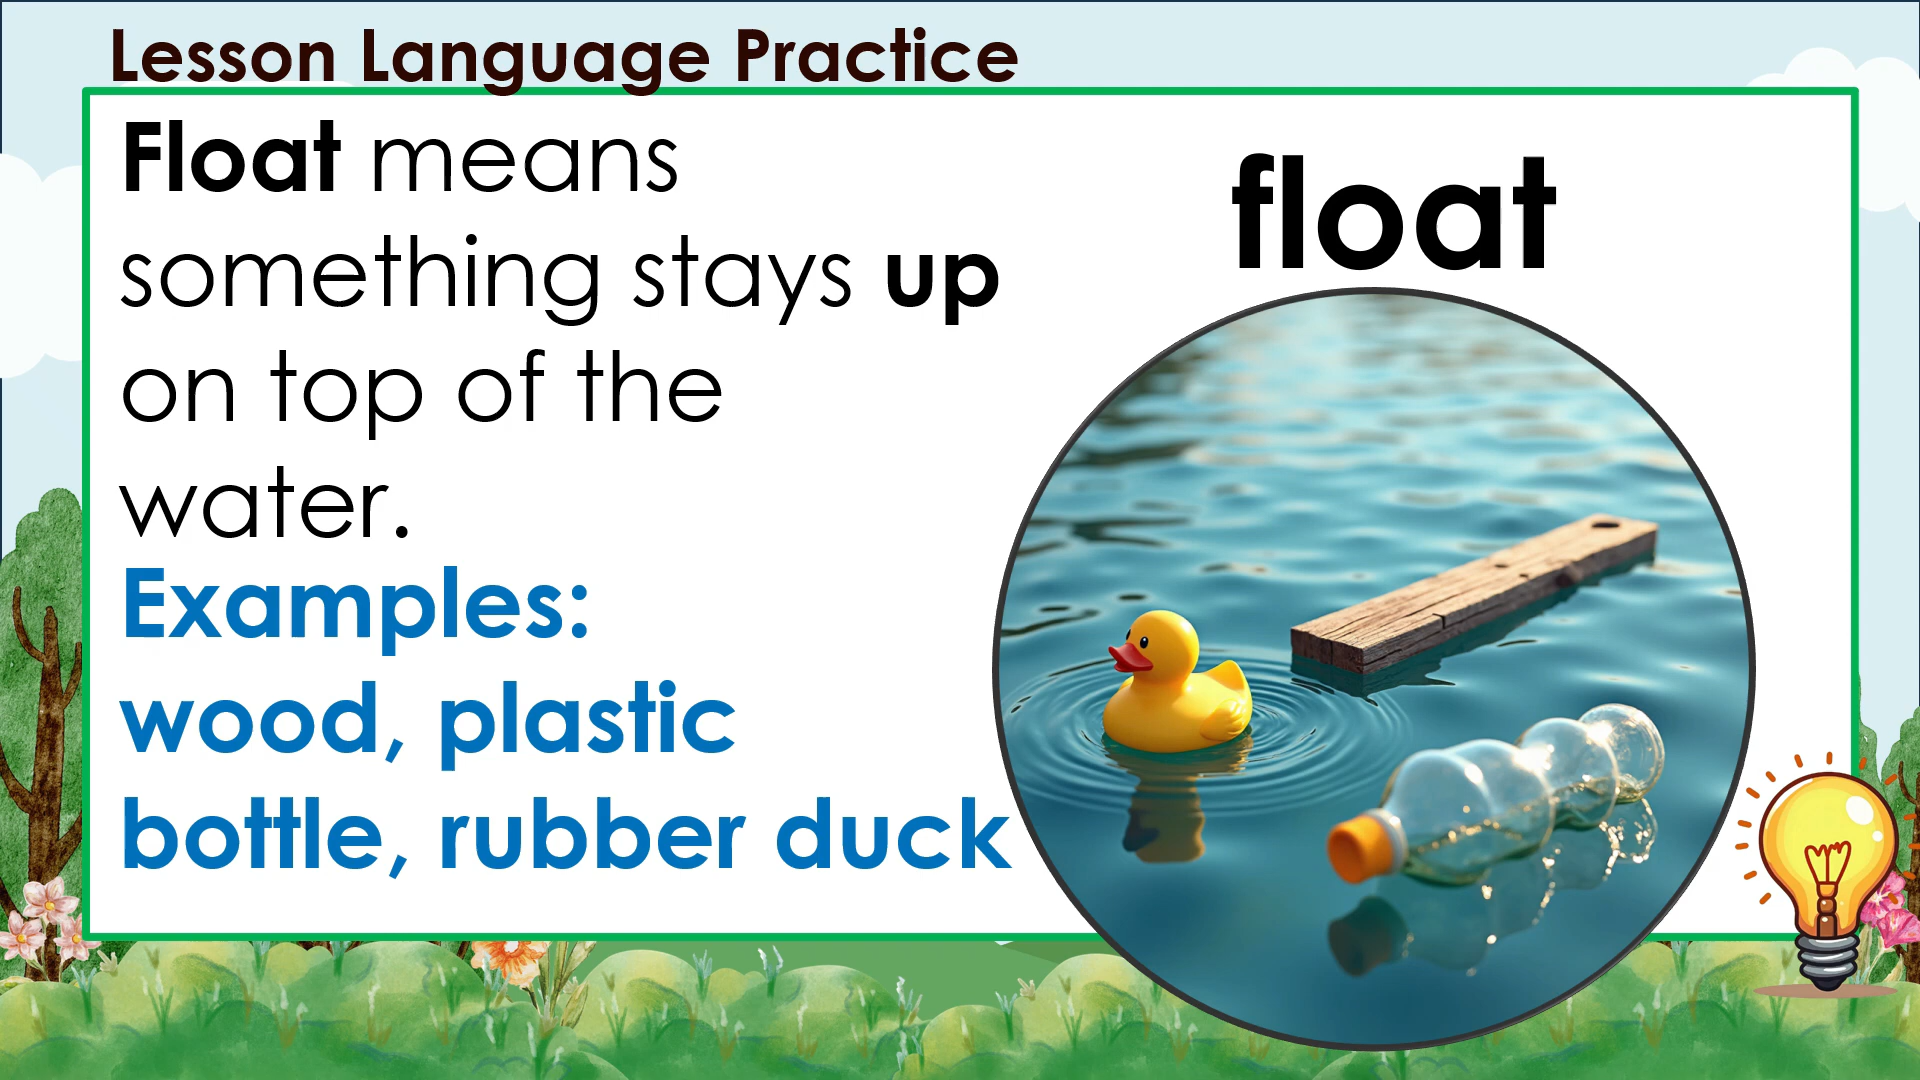 Lesson Language Practice
Float means
something stays up
on top of the
water.
Examples:
wood, plastic
bottle, rubber duck
float